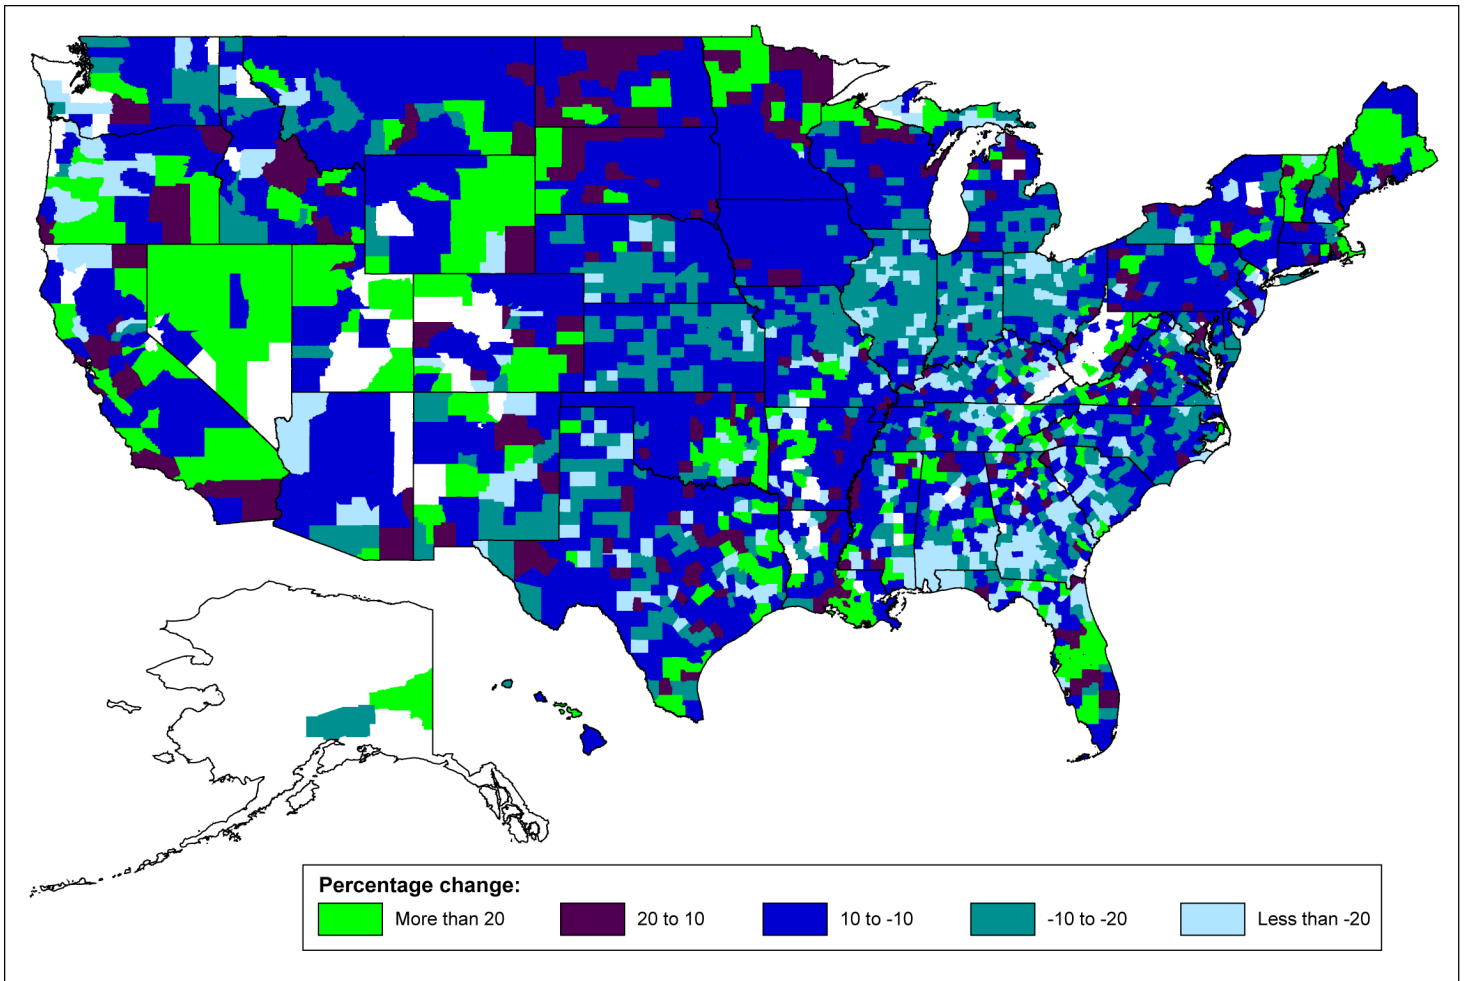 Percentage change:
More than 20
20 to 10
10 to -10
-10 to -20
Less than -20